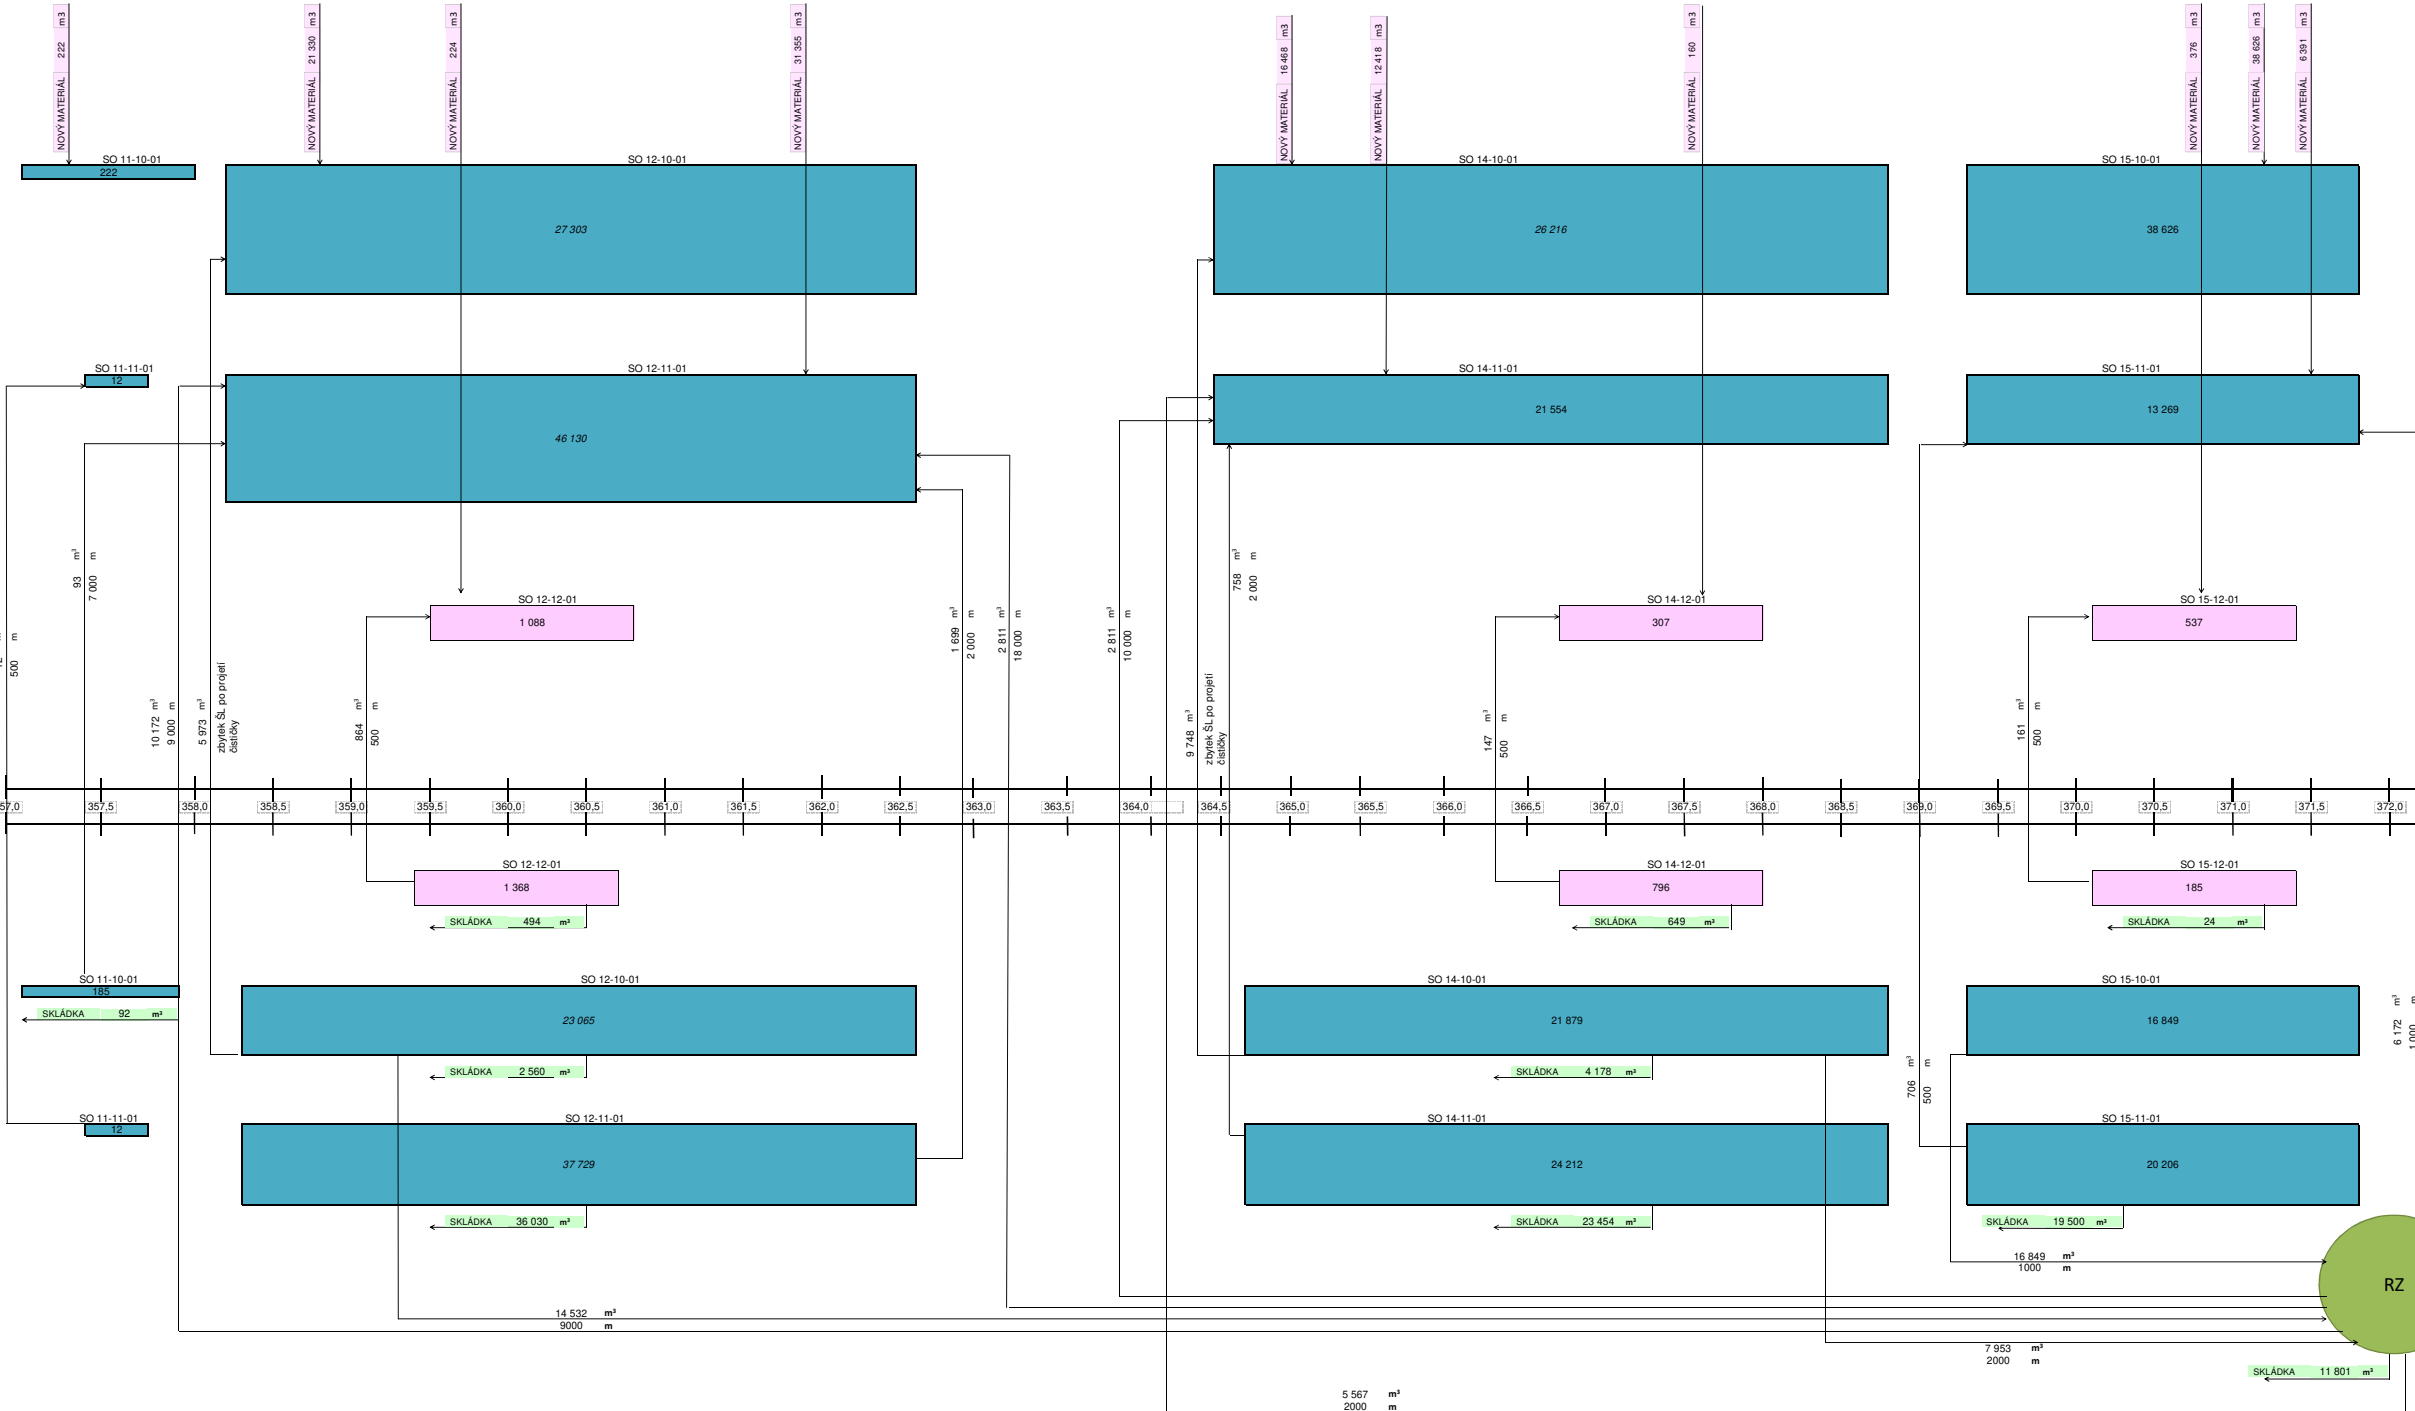 NOVÝ MATERIÁL 222 m3
NOVÝ MATERIÁL 21 330 m3
NOVÝ MATERIÁL 224 m3
NOVÝ MATERIÁL 31 355 m3
NOVÝ MATERIÁL 16 468 m3
NOVÝ MATERIÁL 12 418 m3
NOVÝ MATERIÁL 160 m3
NOVÝ MATERIÁL 376 m3
NOVÝ MATERIÁL 38 626 m3
NOVÝ MATERIÁL 6 391 m3
SO 11-10-01
222
SO 12-10-01
27 303
SO 14-10-01
26 216
SO 15-10-01
38 626
SO 11-11-01
12
SO 12-11-01
46 130
SO 14-11-01
21 554
SO 15-11-01
13 269
500 m
93 m³
7 000 m
10 172 m³
9 000 m
5 973 m³
zbytek ŠL po projetí
čističky
SO 12-12-01
1 088
864 m³
500 m
1 699 m³
2 000 m
2 811 m³
18 000 m
2 811 m³
10 000 m
9 748 m³
zbytek ŠL po projetí
čističky
758 m³
2 000 m
SO 14-12-01
307
147 m³
500 m
SO 15-12-01
537
161 m³
500 m
57,0 357,5 358,0 358,5 359,0 359,5 360,0 360,5 361,0 361,5 362,0 362,5 363,0 363,5 364,0 364,5 365,0 365,5 366,0 366,5 367,0 367,5 368,0 368,5 369,0 369,5 370,0 370,5 371,0 371,5 372,0
SO 12-12-01
1 368
SKLÁDKA 494 m³
SO 14-12-01
796
SKLÁDKA 649 m³
SO 15-12-01
185
SKLÁDKA 24 m³
SO 11-10-01
185
SKLÁDKA 92 m³
SO 12-10-01
23 065
SKLÁDKA 2 560 m³
SO 14-10-01
21 879
SKLÁDKA 4 178 m³
SO 15-10-01
16 849
6 172 m³
1 000 m
706 m³
500 m
SO 11-11-01
12
SO 12-11-01
37 729
SKLÁDKA 36 030 m³
SO 14-11-01
24 212
SKLÁDKA 23 454 m³
SO 15-11-01
20 206
SKLÁDKA 19 500 m³
16 849 m³
1000 m
RZ
14 532 m³
9000 m
7 953 m³
2000 m
SKLÁDKA 11 801 m³
5 567 m³
2000 m